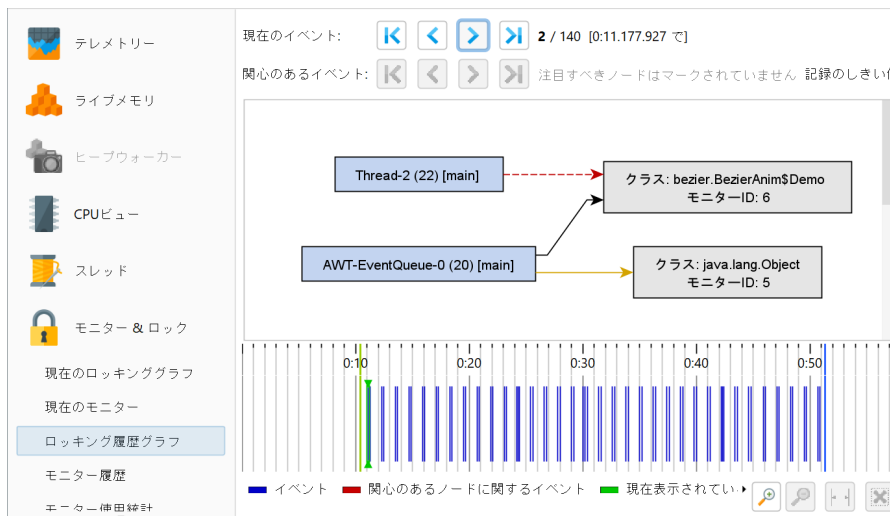 テレメトリー
ライブメモリ
ヒープウォーカー
CPUビュー
スレッド
モニター & ロック
現在のロッキンググラフ
現在のモニター
ロッキング履歴グラフ
モニター履歴
モニター使用統計
現在のイベント: 2 / 140 [0:11.177.927 で]
関心のあるイベント: 注目すべきノードはマークされていません 記録のしきい
Thread-2 (22) [main]
クラス: bezier.BezierAnim$Demo
モニターID: 6
AWT-EventQueue-0 (20) [main]
クラス: java.lang.Object
モニターID: 5
0:10 0:20 0:30 0:40 0:50
イベント 関心のあるノードに関するイベント 現在表示されてい